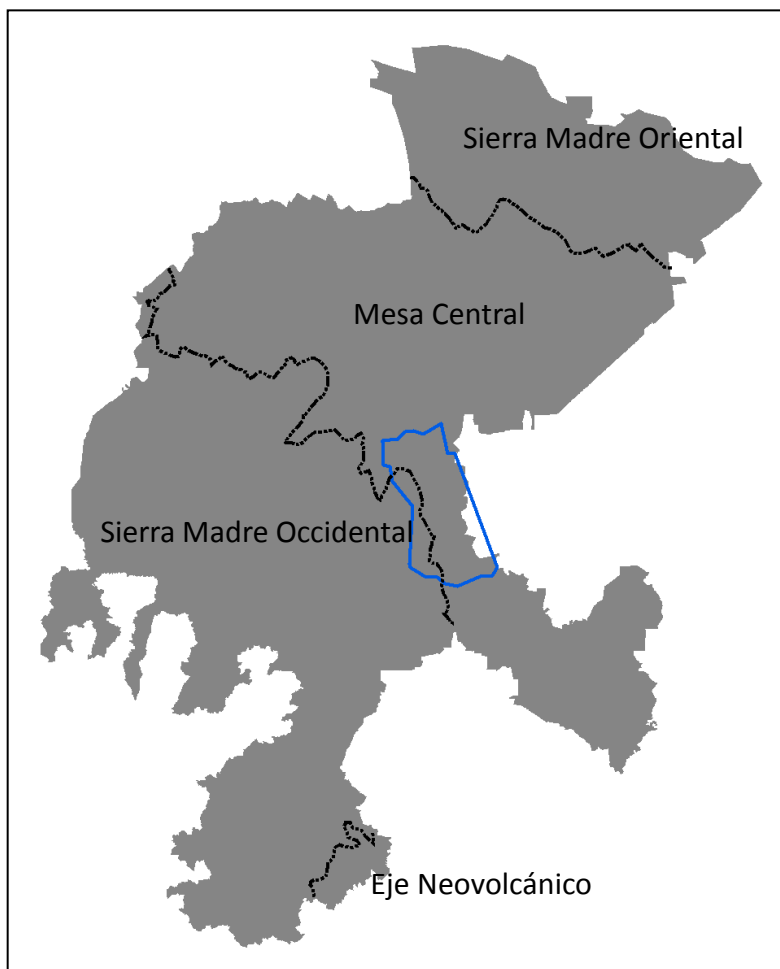 Sierra Madre Oriental
Mesa Central
Sierra Madre Occidental
Eje Neovolcánico